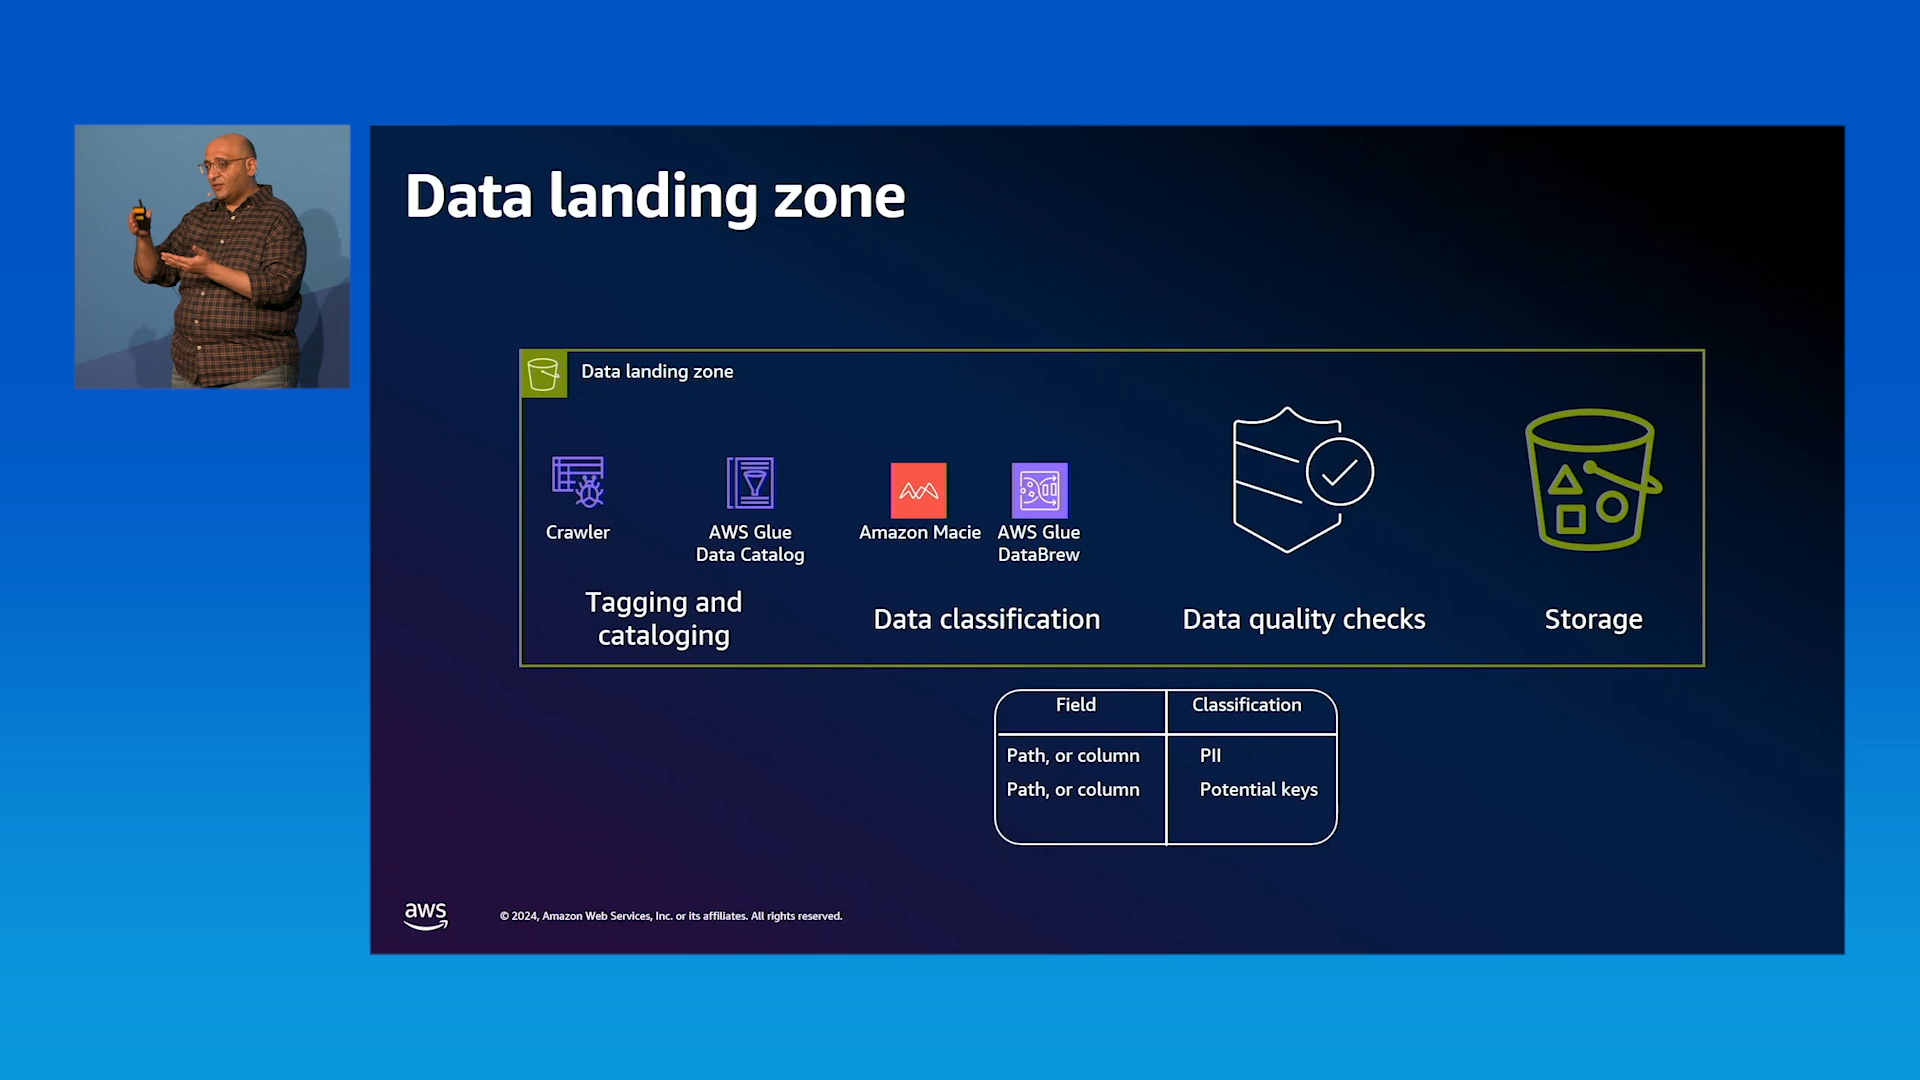 Data landing zone
Data landing zone
Crawler
AWS Glue
Data Catalog
Amazon Macie
AWS Glue
DataBrew
Tagging and
cataloging
Data classification
Data quality checks
Storage
Field Classification
Path, or column PII
Path, or column Potential keys
aws
© 2024, Amazon Web Services, Inc. or its affiliates. All rights reserved.